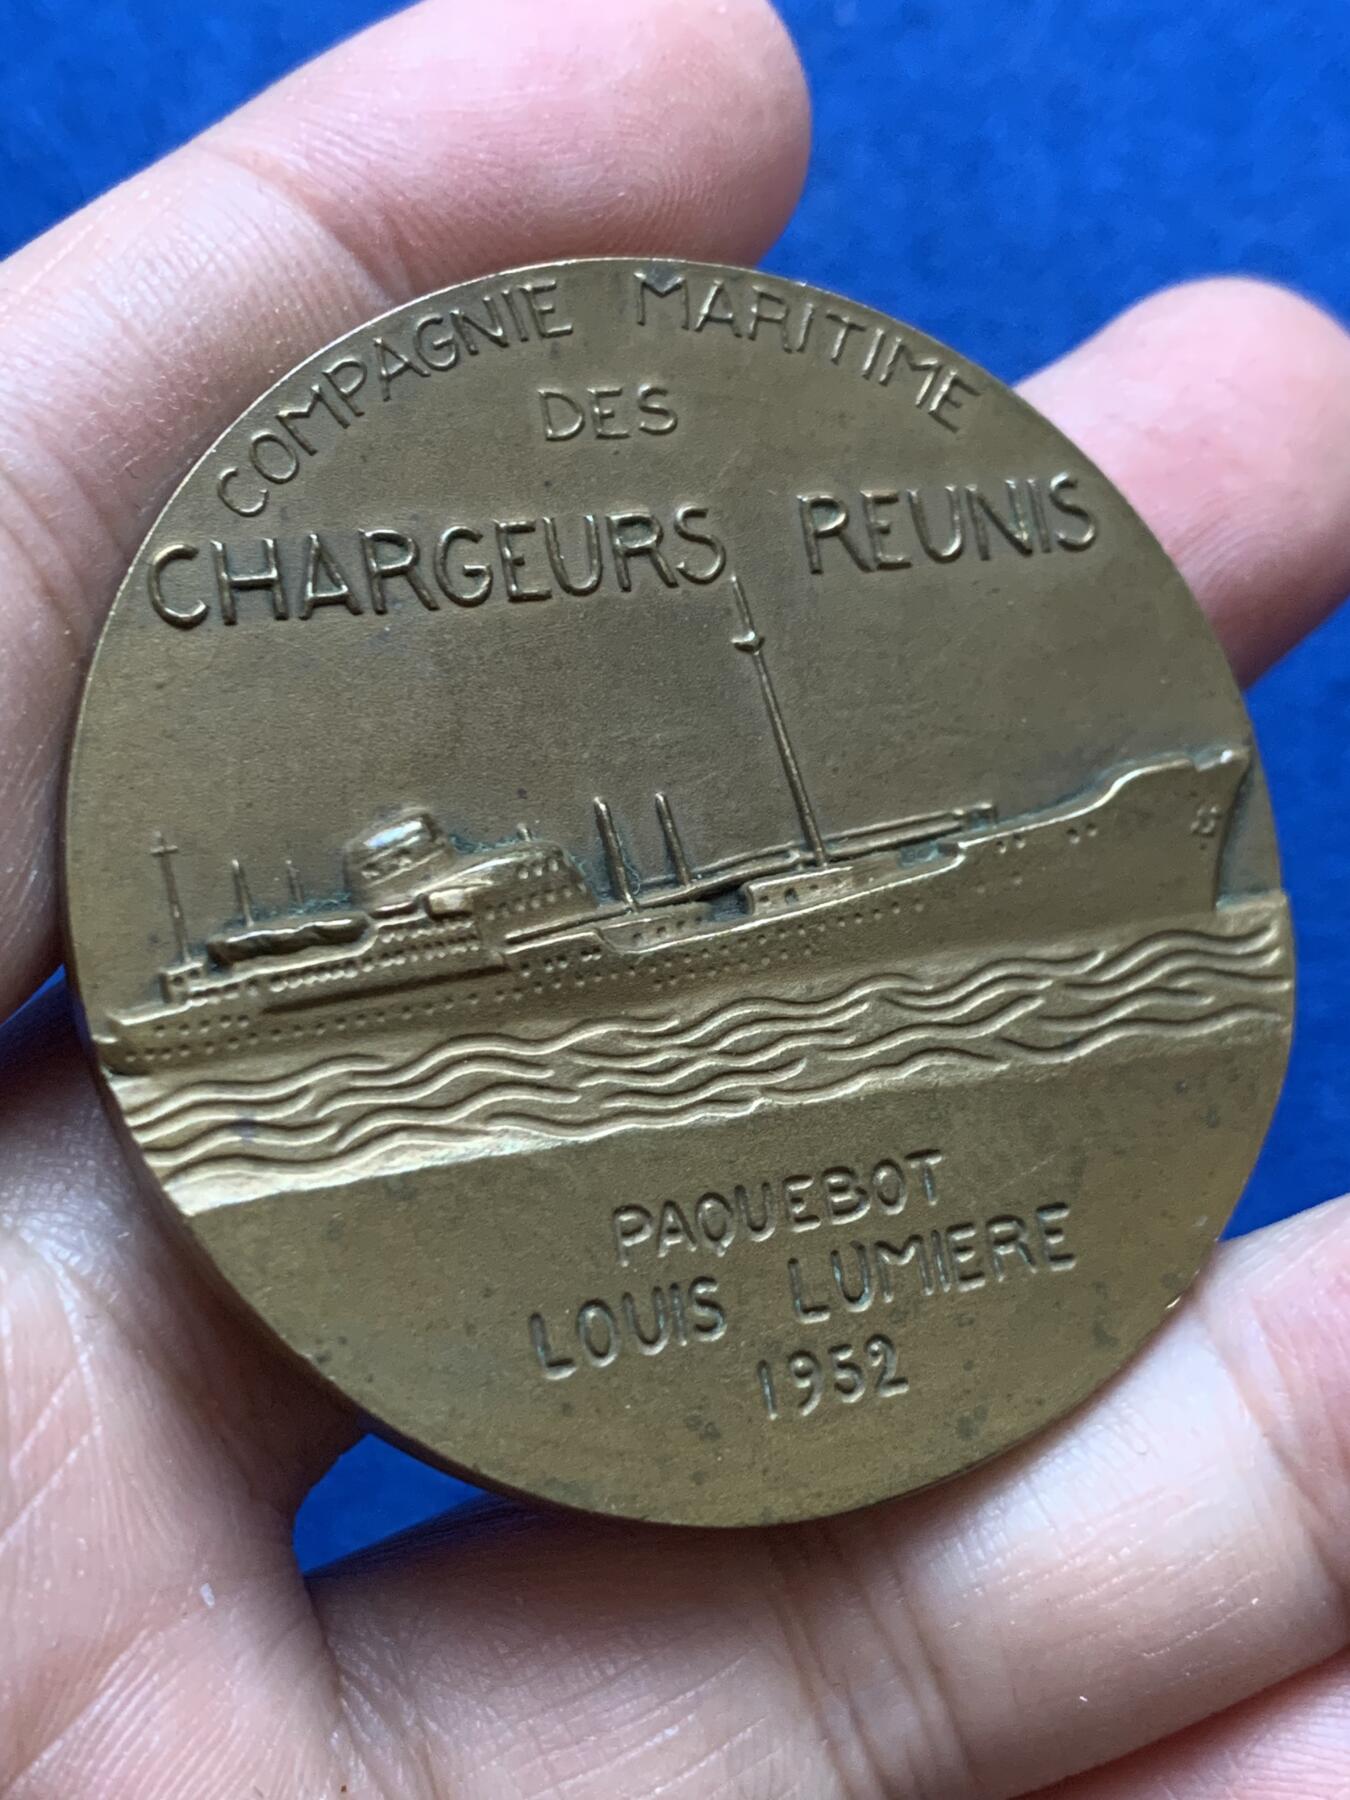 COMPAGNIE MARITIME
DES
CHARGEURS REUNIS
PAQUEBOT
LOUIS LUMIERE
1952